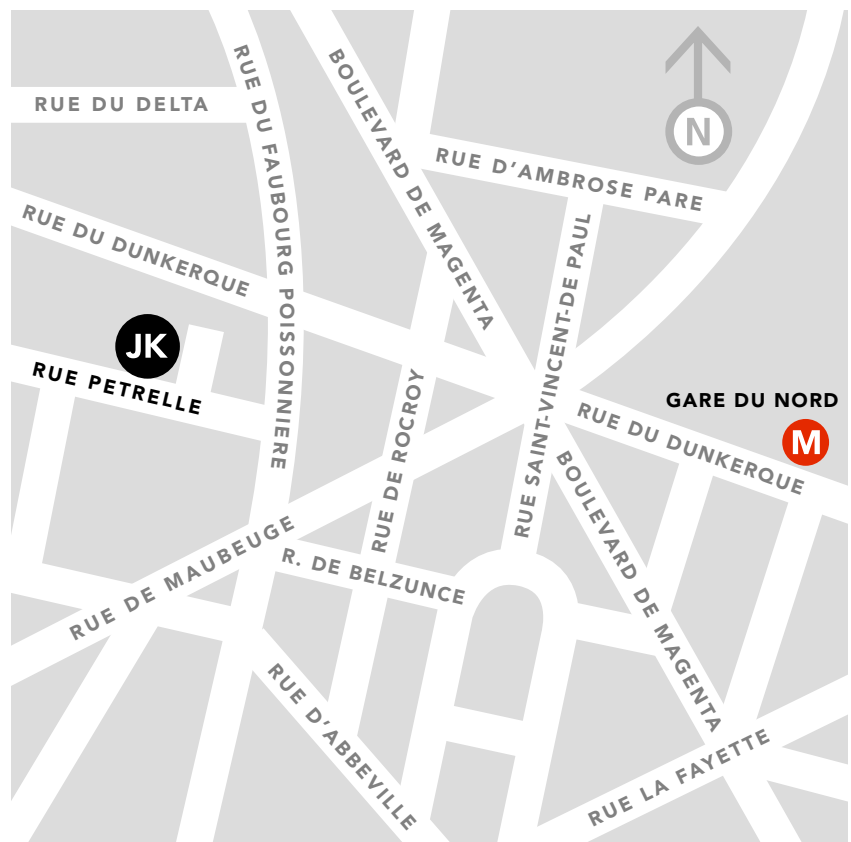 RUE DU DELTA
RUE DU FAUBOURG POISSONNIERE
BOULEVARD DE MAGENTA
N
RUE D'AMBROSE PARE
RUE DU DUNKERQUE
RUE SAINT-VINCENT-DE PAUL
JK
RUE PETRELLE
RUE DE ROCROY
GARE DU NORD
M
RUE DU DUNKERQUE
BOULEVARD DE MAGENTA
RUE DE MAUBEUGE
R. DE BELZUNCE
RUE D'ABBEVILLE
RUE LA FAYETTE